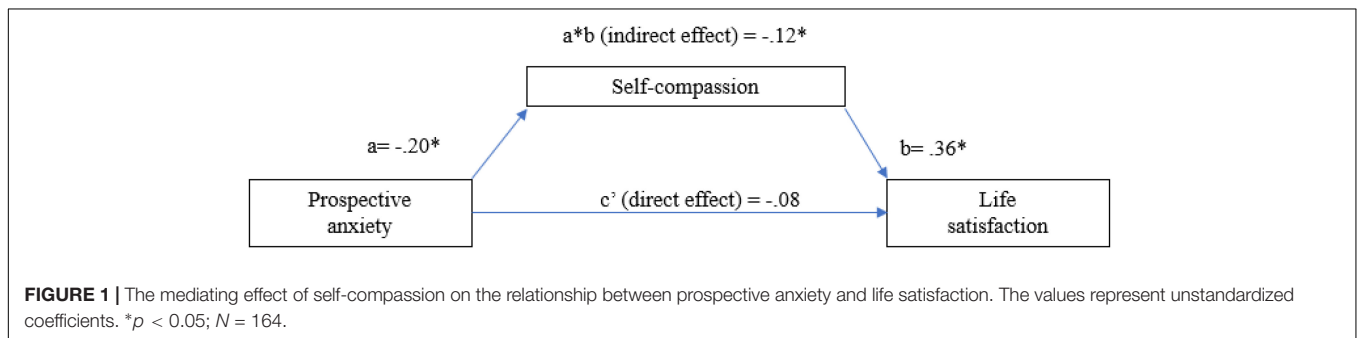 a*b (indirect effect) = -.12*
Self-compassion
a= -.20*
b= .36*
Prospective
anxiety
c’ (direct effect) = -.08
Life
satisfaction
FIGURE 1 | The mediating effect of self-compassion on the relationship between prospective anxiety and life satisfaction. The values represent unstandardized
coefficients. *p < 0.05; N = 164.